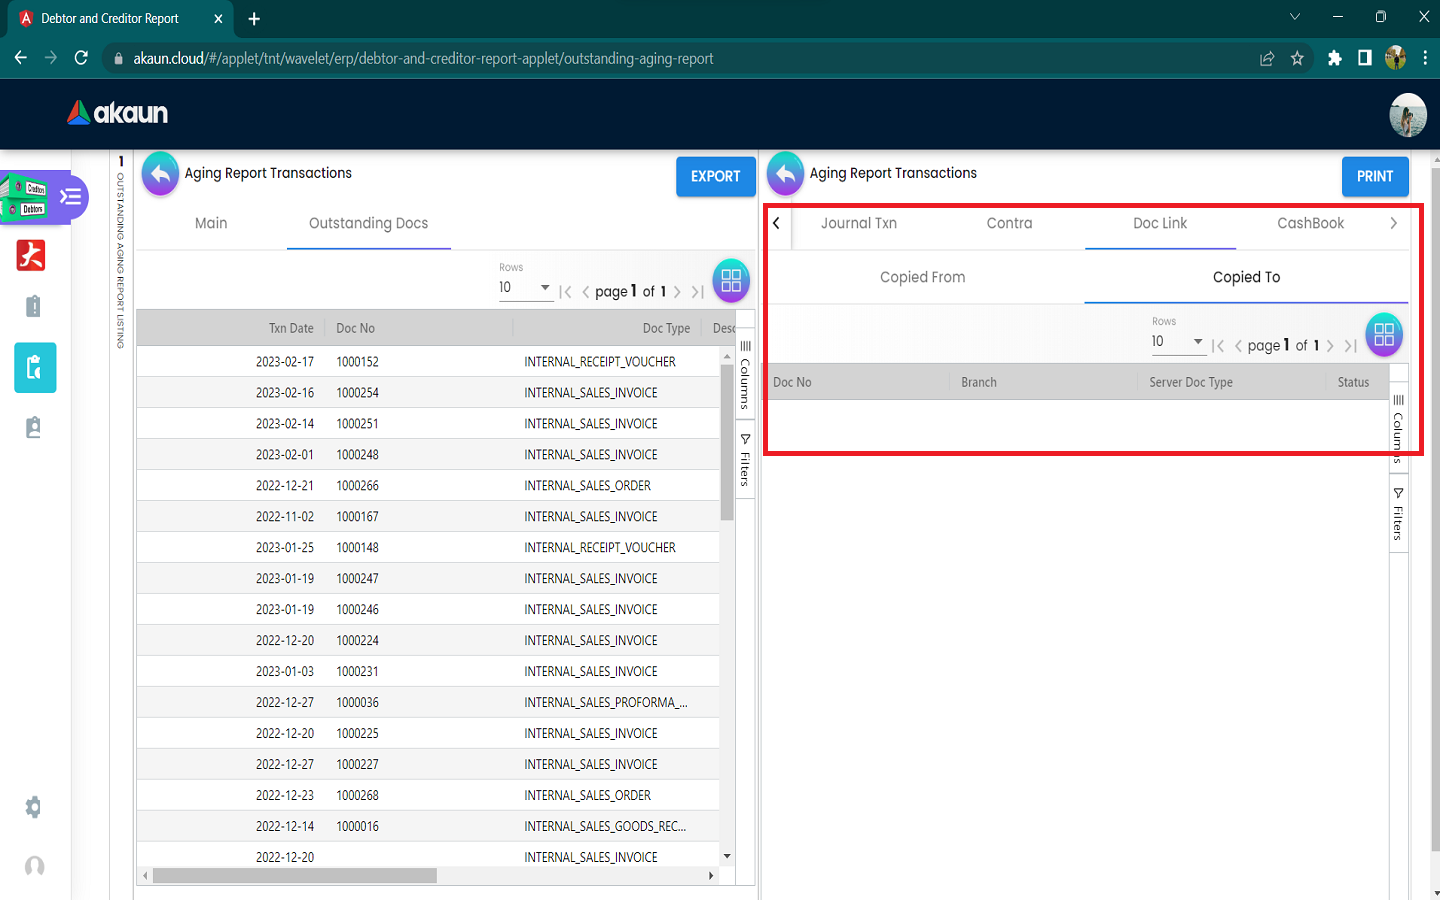 Debtor and Creditor Report
akaun.cloud/#/applet/tnt/wavelet/erp/debtor-and-creditor-report-applet/outstanding-aging-report
akaun
Creditors
Debtors
1 OUTSTANDING AGING REPORT LISTING
Aging Report Transactions
EXPORT
Main Outstanding Docs
Rows
10 page 1 of 1
Txn Date Doc No Doc Type Desc
2023-02-17 1000152 INTERNAL_RECEIPT_VOUCHER
2023-02-16 1000254 INTERNAL_SALES_INVOICE
2023-02-14 1000251 INTERNAL_SALES_INVOICE
2023-02-01 1000248 INTERNAL_SALES_INVOICE
2022-12-21 1000266 INTERNAL_SALES_ORDER
2022-11-02 1000167 INTERNAL_SALES_INVOICE
2023-01-25 1000148 INTERNAL_RECEIPT_VOUCHER
2023-01-19 1000247 INTERNAL_SALES_INVOICE
2023-01-19 1000246 INTERNAL_SALES_INVOICE
2022-12-20 1000224 INTERNAL_SALES_INVOICE
2023-01-03 1000231 INTERNAL_SALES_INVOICE
2022-12-27 1000036 INTERNAL_SALES_PROFORMA_...
2022-12-20 1000225 INTERNAL_SALES_INVOICE
2022-12-27 1000227 INTERNAL_SALES_INVOICE
2022-12-23 1000268 INTERNAL_SALES_ORDER
2022-12-14 1000016 INTERNAL_SALES_GOODS_REC...
2022-12-20 INTERNAL_SALES_INVOICE
Columns
Filters
Aging Report Transactions
PRINT
Journal Txn Contra Doc Link CashBook
Copied From Copied To
Rows
10 page 1 of 1
Doc No Branch Server Doc Type Status
Columns
Filters